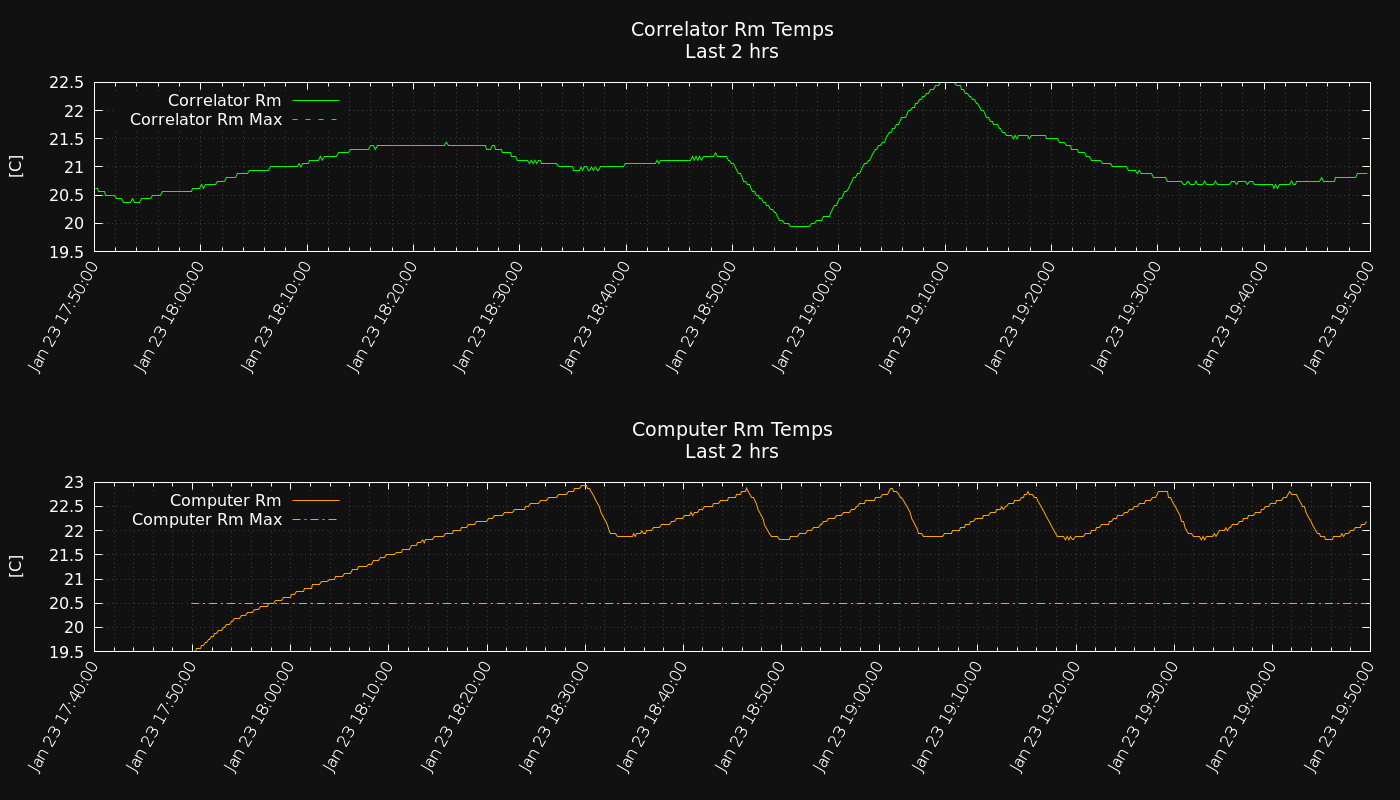 Correlator Rm Temps
Last 2 hrs
22.5
22
21.5
21
20.5
20
19.5
[C]
Correlator Rm
Correlator Rm Max
Jan 23 17:50:00
Jan 23 18:00:00
Jan 23 18:10:00
Jan 23 18:20:00
Jan 23 18:30:00
Jan 23 18:40:00
Jan 23 18:50:00
Jan 23 19:00:00
Jan 23 19:10:00
Jan 23 19:20:00
Jan 23 19:30:00
Jan 23 19:40:00
Jan 23 19:50:00
Computer Rm Temps
Last 2 hrs
23
22.5
22
21.5
21
20.5
20
19.5
[C]
Computer Rm
Computer Rm Max
Jan 23 17:40:00
Jan 23 17:50:00
Jan 23 18:00:00
Jan 23 18:10:00
Jan 23 18:20:00
Jan 23 18:30:00
Jan 23 18:40:00
Jan 23 18:50:00
Jan 23 19:00:00
Jan 23 19:10:00
Jan 23 19:20:00
Jan 23 19:30:00
Jan 23 19:40:00
Jan 23 19:50:00